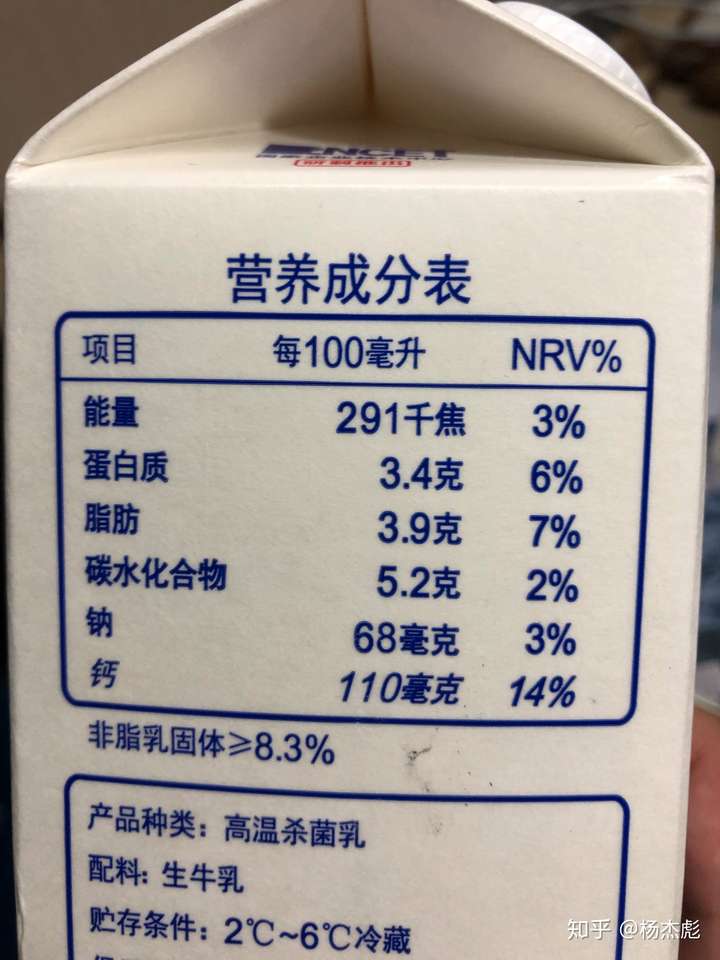 NCET
营养成分表
项目 每100毫升 NRV%
能量 291千焦 3%
蛋白质 3.4克 6%
脂肪 3.9克 7%
碳水化合物 5.2克 2%
钠 68毫克 3%
钙 110毫克 14%
非脂乳固体≥8.3%
产品种类：高温杀菌乳
配料：生牛乳
贮存条件：2℃~6℃冷藏
知乎 @杨杰彪